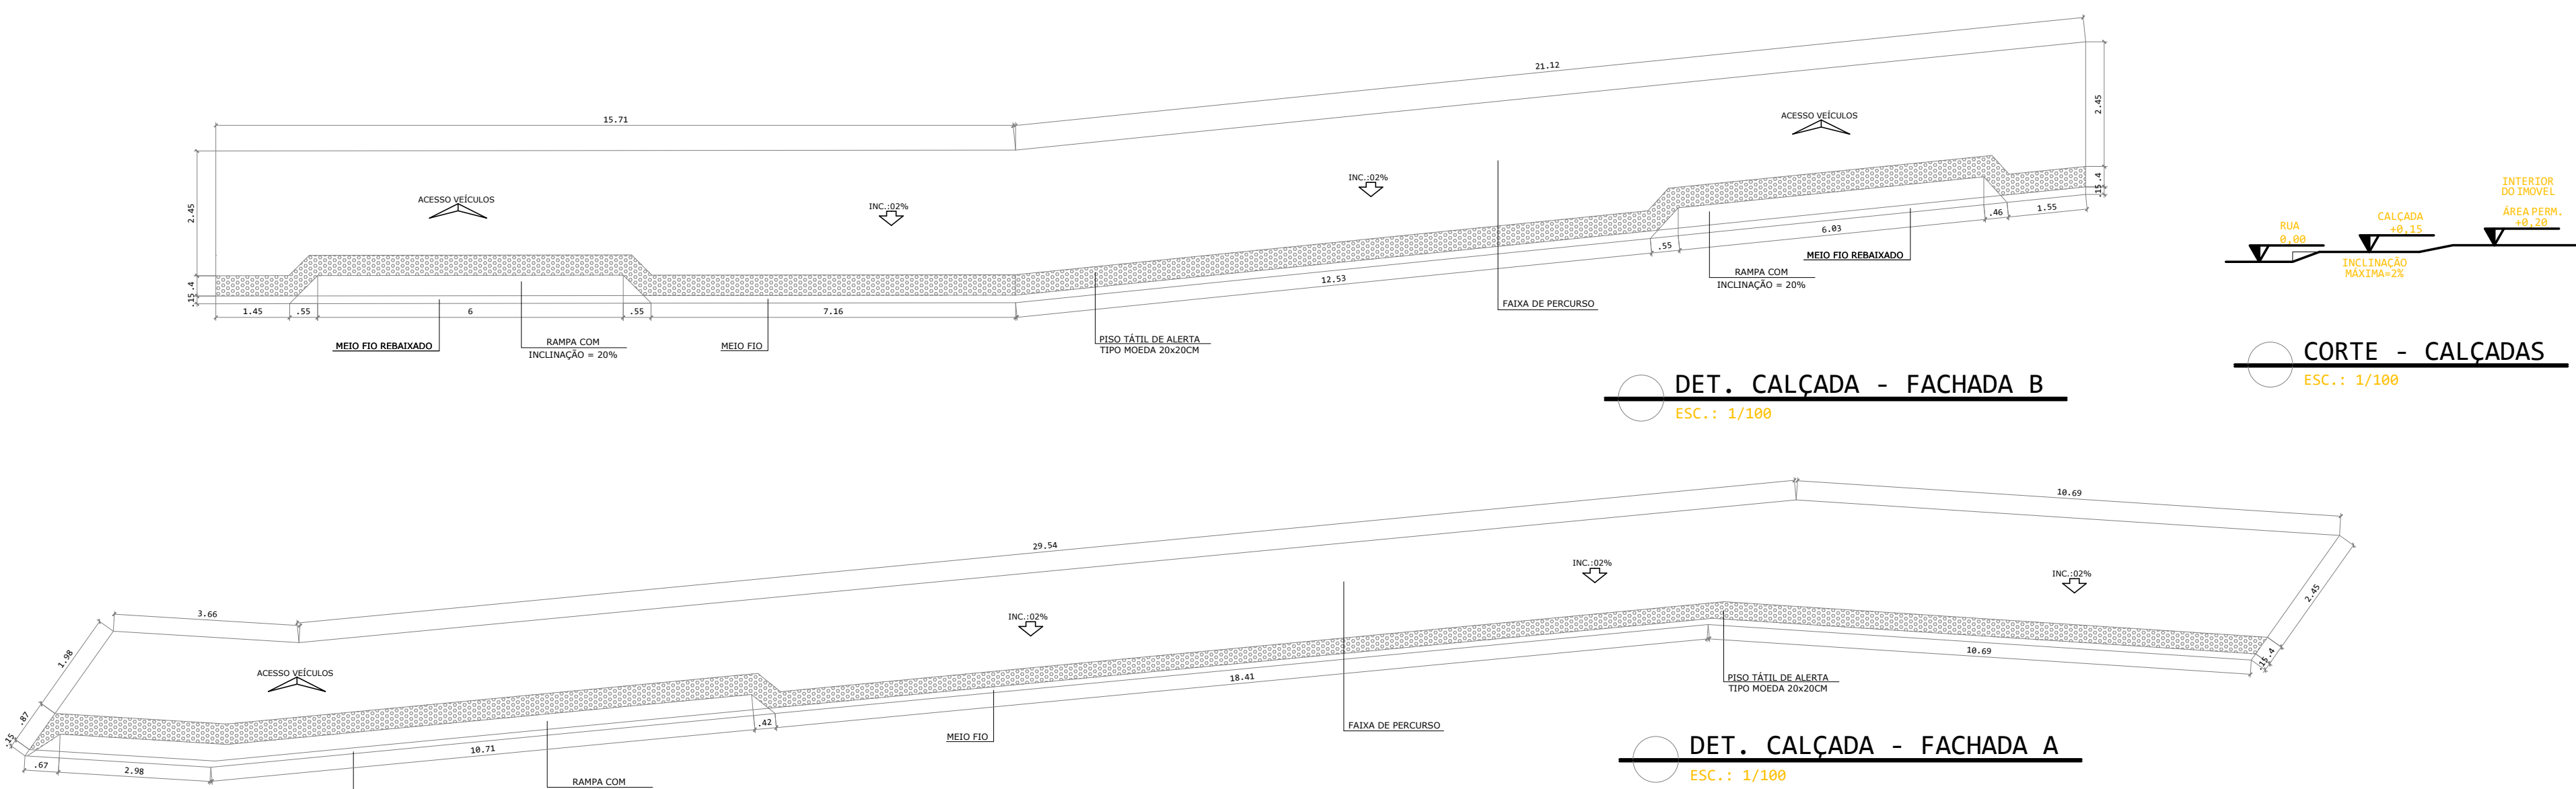 21.12
15.71
2.45
2.45
ACESSO VEÍCULOS
ACESSO VEÍCULOS
INC.:02%
INC.:02%
.15
.4
.15
.4
1.45
.55
6
.55
7.16
12.53
.55
6.03
.46
1.55
MEIO FIO REBAIXADO
RAMPA COM
INCLINAÇÃO = 20%
MEIO FIO
PISO TÁTIL DE ALERTA
TIPO MOEDA 20x20CM
FAIXA DE PERCURSO
RAMPA COM
INCLINAÇÃO = 20%
MEIO FIO REBAIXADO
DET. CALÇADA - FACHADA B
ESC.: 1/100
RUA
0,00
CALÇADA
+0,15
INTERIOR
DO IMOVEL
ÁREA PERM.
+0,20
INCLINAÇÃO
MÁXIMA=2%
CORTE - CALÇADAS
ESC.: 1/100
3.66
29.54
10.69
1.98
.87
.15
2.45
.15
.4
ACESSO VEÍCULOS
INC.:02%
INC.:02%
INC.:02%
.67
2.98
10.71
.42
18.41
10.69
RAMPA COM
MEIO FIO
FAIXA DE PERCURSO
PISO TÁTIL DE ALERTA
TIPO MOEDA 20x20CM
DET. CALÇADA - FACHADA A
ESC.: 1/100